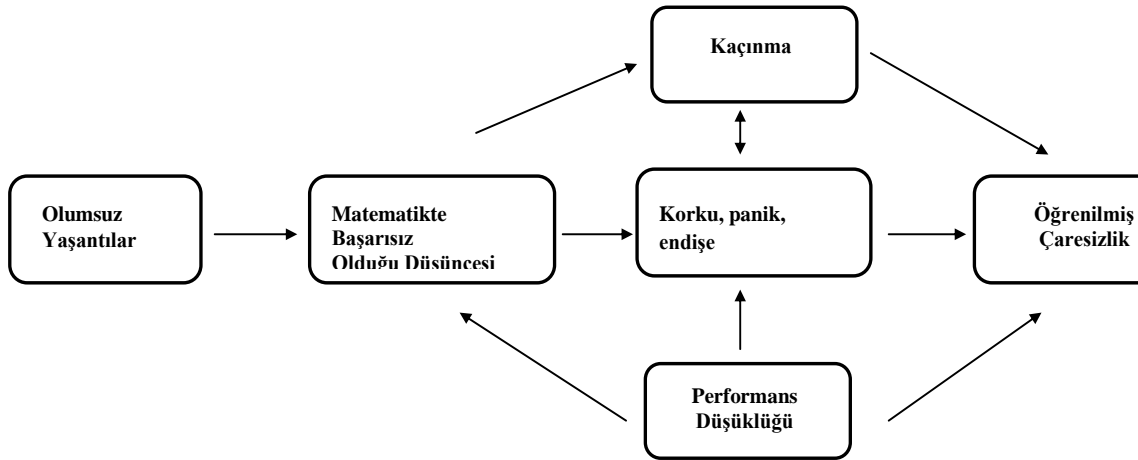 Kaçınma
Olumsuz
Yaşantılar
Matematikte
Başarısız
Olduğu Düşüncesi
Korku, panik,
endişe
Öğrenilmiş
Çaresizlik
Performans
Düşüklüğü